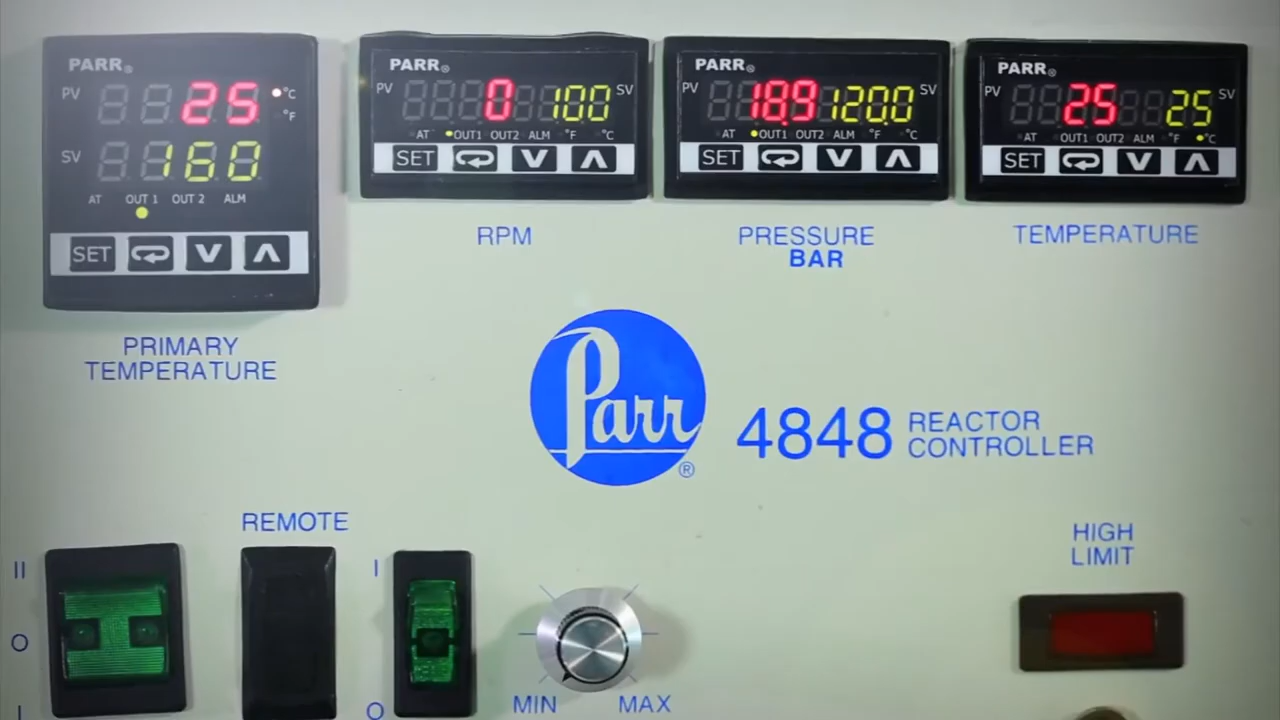 PARR®
PV 25 °C
°F
SV 160
AT OUT 1 OUT 2 ALM
SET
PRIMARY
TEMPERATURE
PARR®
PV 0 100 SV
AT OUT1 OUT2 ALM °F °C
SET
RPM
PARR®
PV 18.9 120.0 SV
AT OUT1 OUT2 ALM °F °C
SET
PRESSURE
BAR
PARR®
PV 25 25 SV
AT OUT1 OUT2 ALM °F °C
SET
TEMPERATURE
Parr®
4848 REACTOR
CONTROLLER
REMOTE
II
O
I
I
O
MIN MAX
HIGH
LIMIT